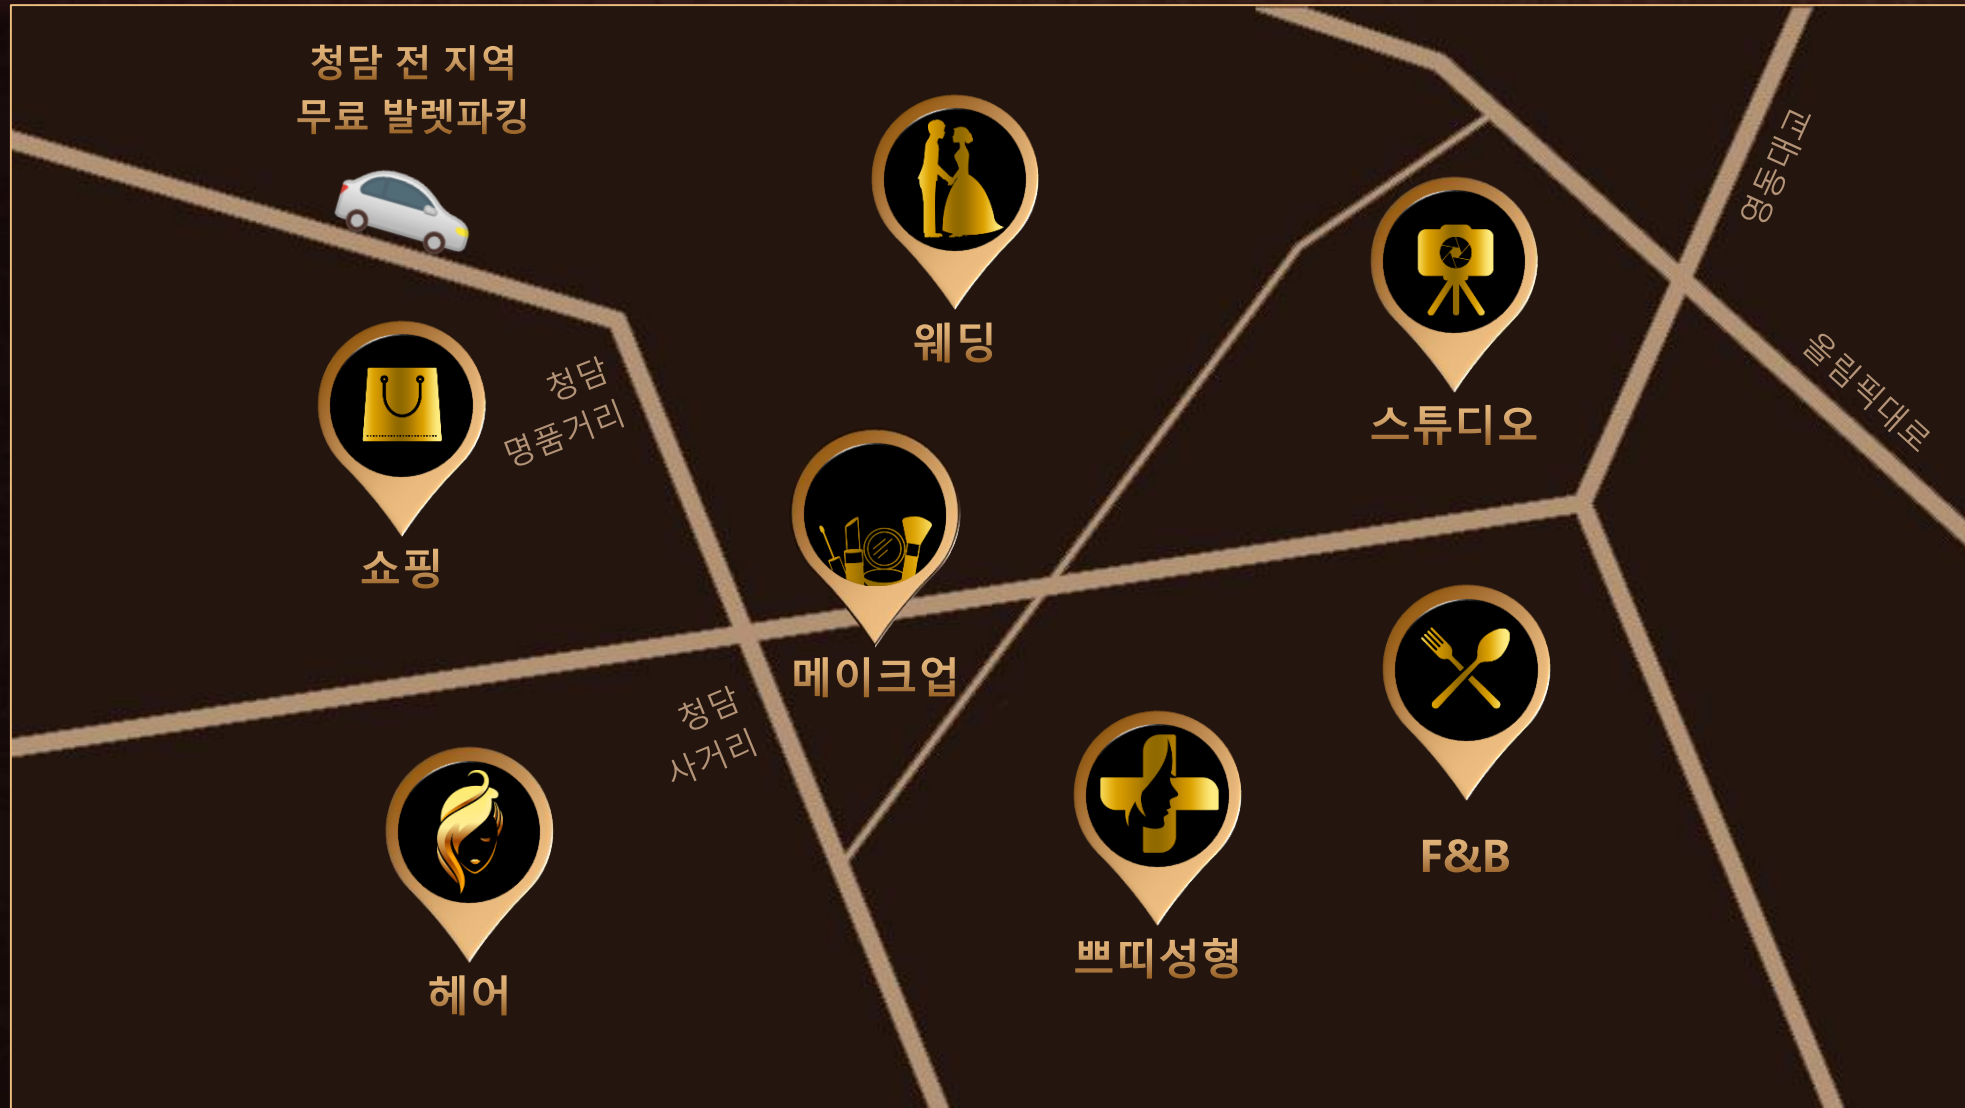 청담 전 지역
무료 발렛파킹
웨딩
영동대고
스튜디오
올림픽대로
청담
명품거리
쇼핑
메이크업
청담
사거리
F&B
쁘띠성형
헤어